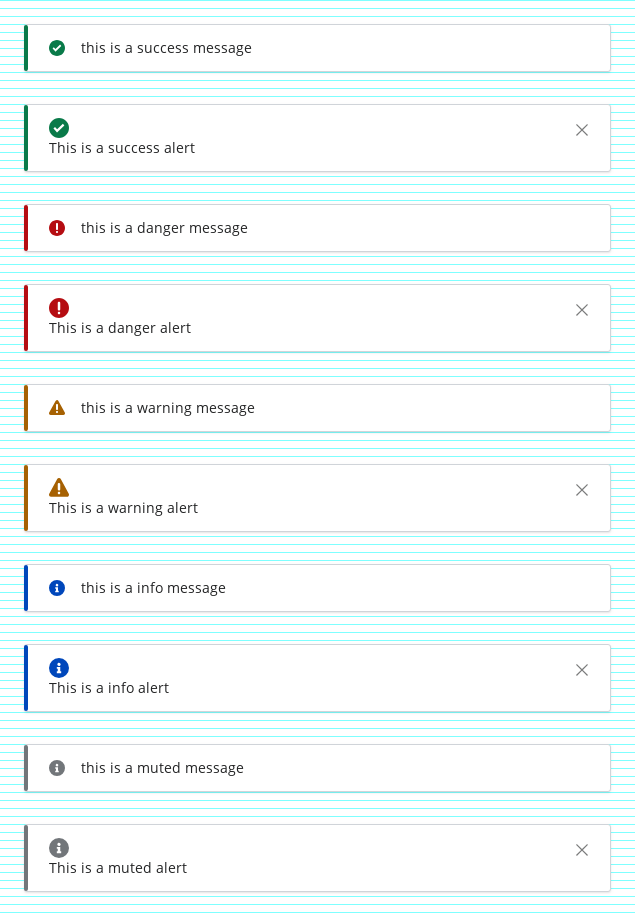 this is a success message
This is a success alert
this is a danger message
This is a danger alert
this is a warning message
This is a warning alert
this is a info message
This is a info alert
this is a muted message
This is a muted alert